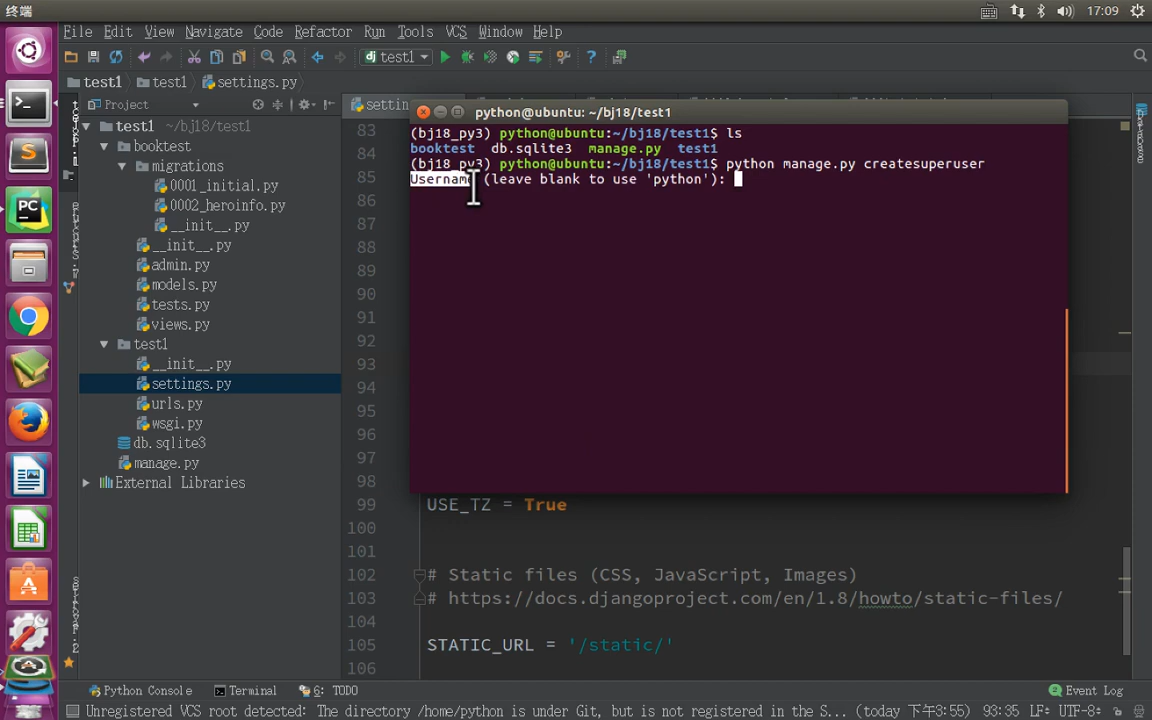 终端
17:09
File Edit View Navigate Code Refactor Run Tools VCS Window Help
dj test1
test1 test1 settings.py
Project
test1 ~/bj18/test1
booktest
migrations
0001_initial.py
0002_heroinfo.py
__init__.py
__init__.py
admin.py
models.py
tests.py
views.py
test1
__init__.py
settings.py
urls.py
wsgi.py
db.sqlite3
manage.py
External Libraries
settin
python@ubuntu: ~/bj18/test1
(bj18_py3) python@ubuntu:~/bj18/test1$ ls
booktest db.sqlite3 manage.py test1
(bj18_py3) python@ubuntu:~/bj18/test1$ python manage.py createsuperuser
Username (leave blank to use 'python'):
83
84
85
86
87
88
89
90
91
92
93
94
95
96
97
98
99 USE_TZ = True
100
101
102 # Static files (CSS, JavaScript, Images)
103 # https://docs.djangoproject.com/en/1.8/howto/static-files/
104
105 STATIC_URL = '/static/'
106
Python Console Terminal 6: TODO Event Log
Unregistered VCS root detected: The directory /home/python is under Git, but is not registered in the S... (today 下午3:55) 93:35 LF÷ UTF-8÷